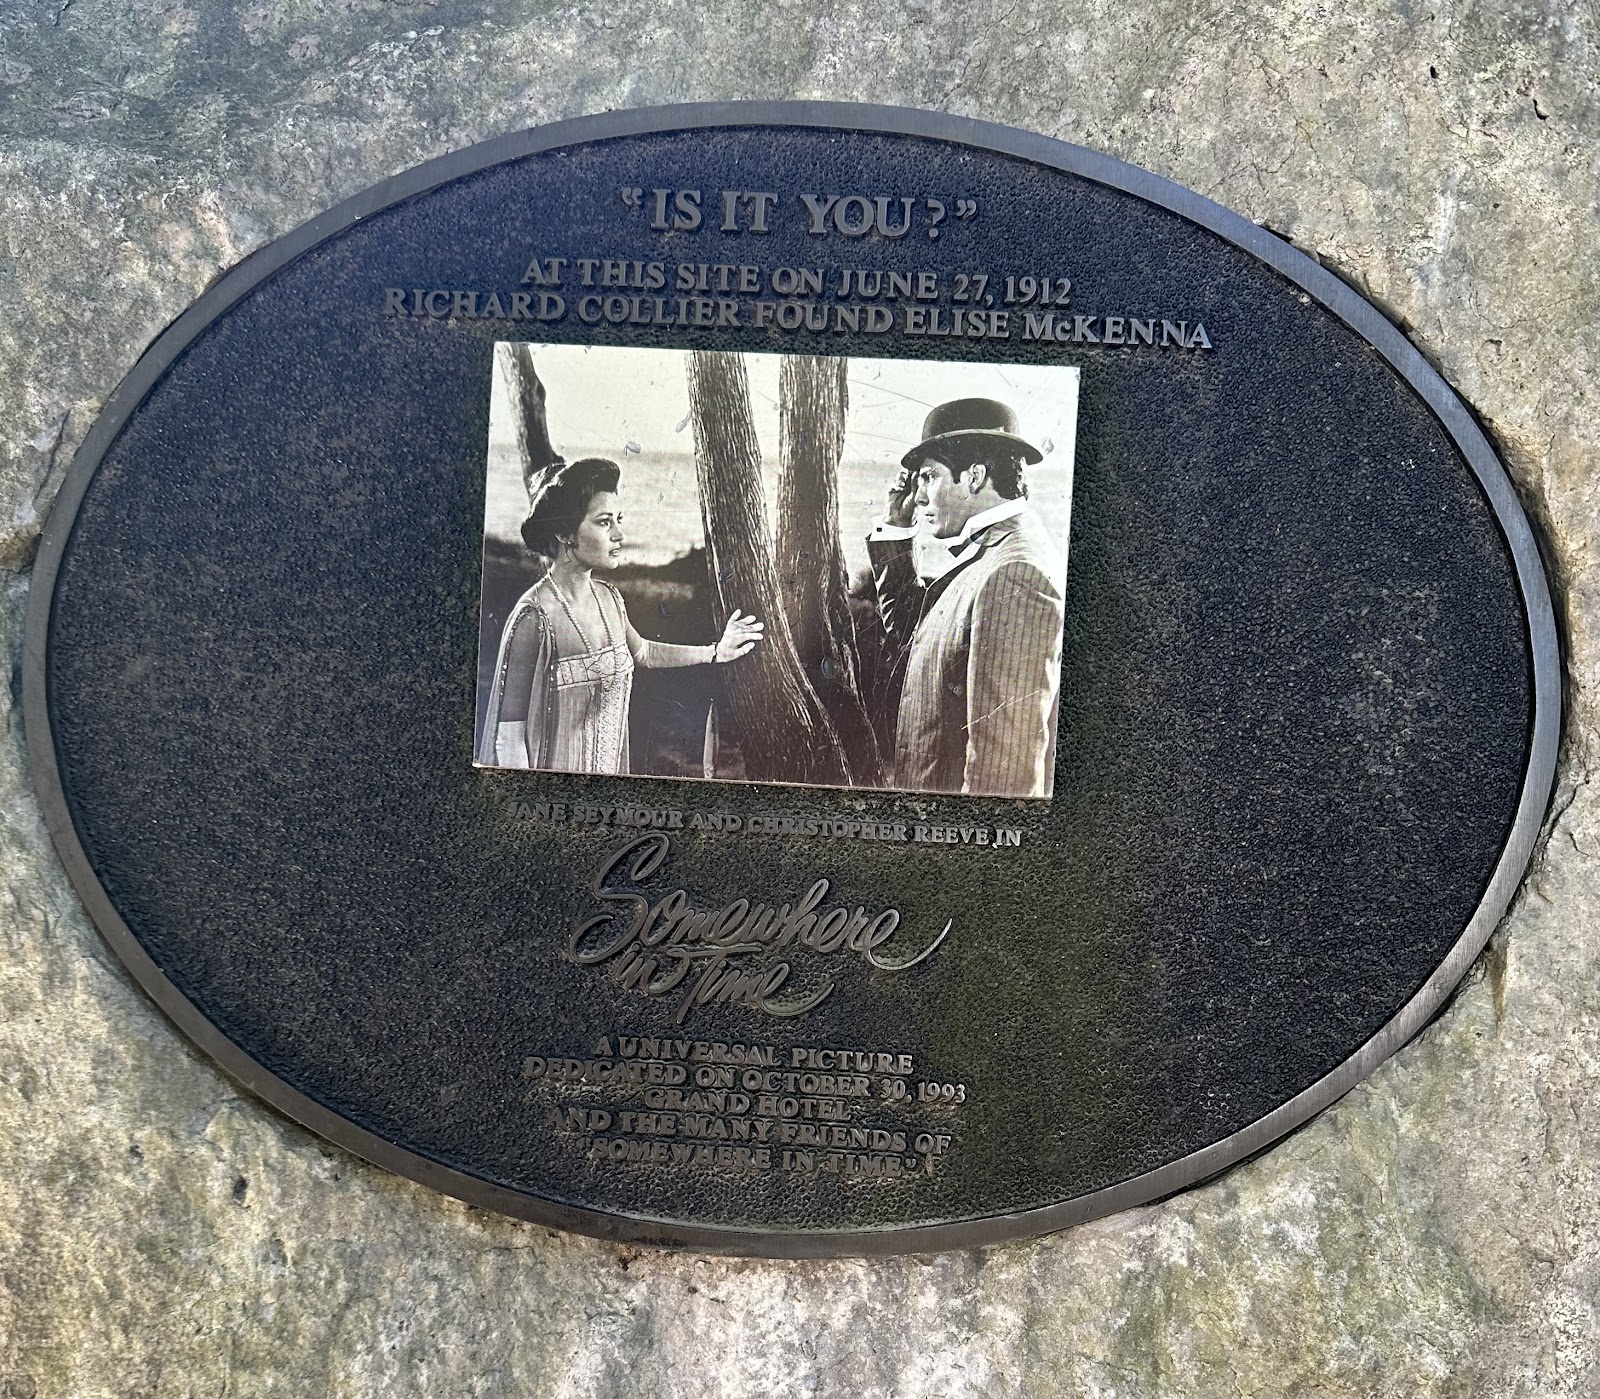 "IS IT YOU?"
AT THIS SITE ON JUNE 27, 1912
RICHARD COLLIER FOUND ELISE McKENNA
JANE SEYMOUR AND CHRISTOPHER REEVE IN
Somewhere
in Time
A UNIVERSAL PICTURE
DEDICATED ON OCTOBER 30, 1993
GRAND HOTEL
AND THE MANY FRIENDS OF
"SOMEWHERE IN TIME"